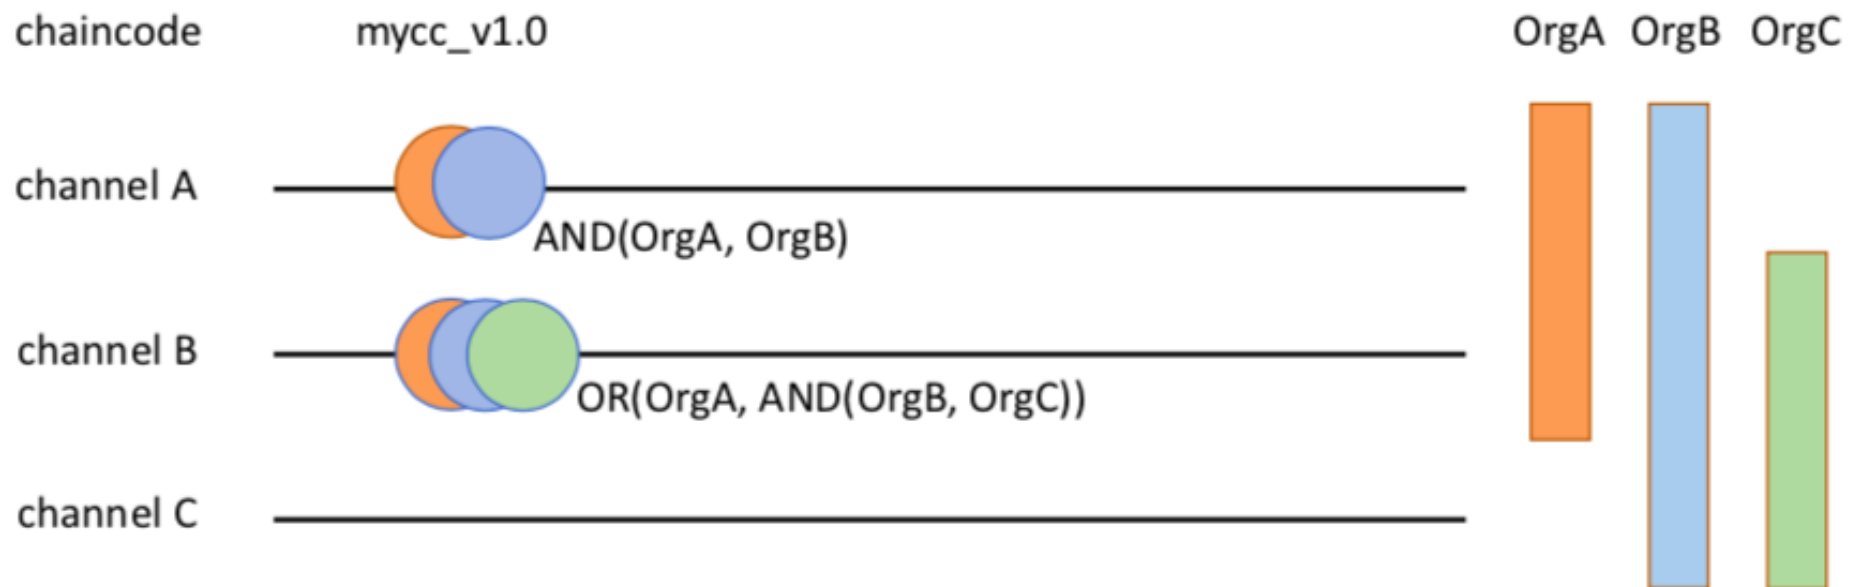 chaincode mycc_v1.0 OrgA OrgB OrgC
channel A
AND(OrgA, OrgB)
channel B
OR(OrgA, AND(OrgB, OrgC))
channel C